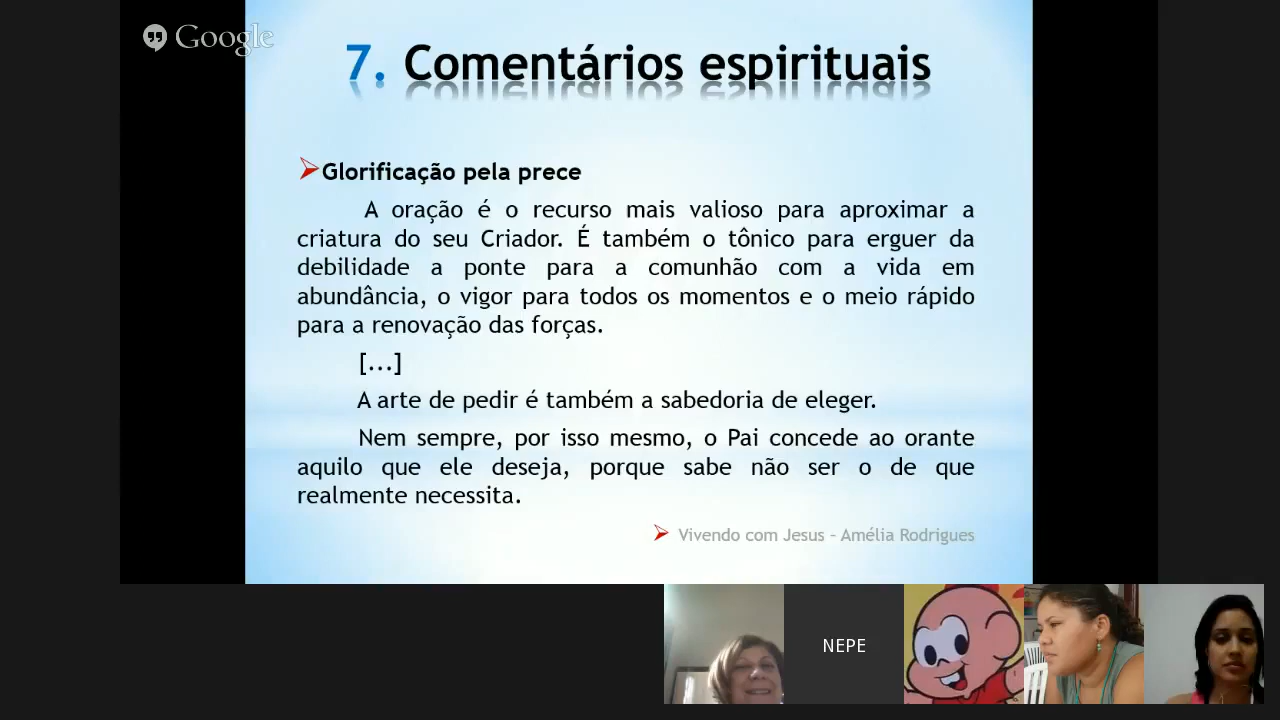 Google
7. Comentários espirituais
Glorificação pela prece
A oração é o recurso mais valioso para aproximar a
criatura do seu Criador. É também o tônico para erguer da
debilidade a ponte para a comunhão com a vida em
abundância, o vigor para todos os momentos e o meio rápido
para a renovação das forças.
[...]
A arte de pedir é também a sabedoria de eleger.
Nem sempre, por isso mesmo, o Pai concede ao orante
aquilo que ele deseja, porque sabe não ser o de que
realmente necessita.
Vivendo com Jesus – Amélia Rodrigues
NEPE